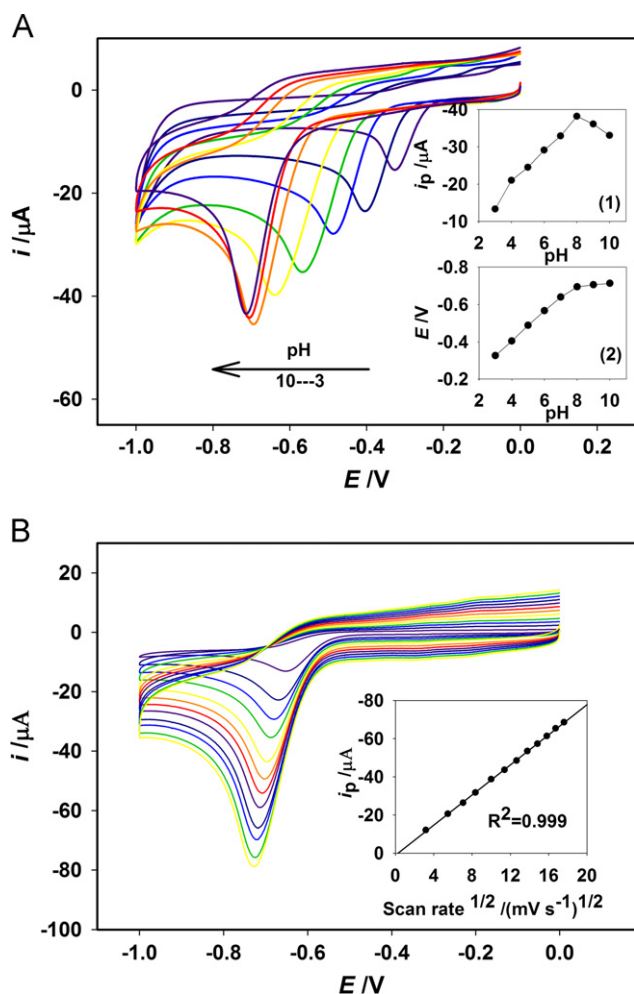 A
0
-20
-40
-60
i /µA
-1.0 -0.8 -0.6 -0.4 -0.2 0.0 0.2
E /V
pH
10---3
-40
-30
-20
-10
ip /µA
(1)
2 4 6 8 10
pH
-0.8
-0.6
-0.4
-0.2
E /V
(2)
2 4 6 8 10
pH
B
20
0
-20
-40
-60
-80
-100
i /µA
-1.0 -0.8 -0.6 -0.4 -0.2 0.0
E /V
-80
-60
-40
-20
0
ip /µA
R²=0.999
0 4 8 12 16 20
Scan rate 1/2 /(mV s⁻¹)1/2